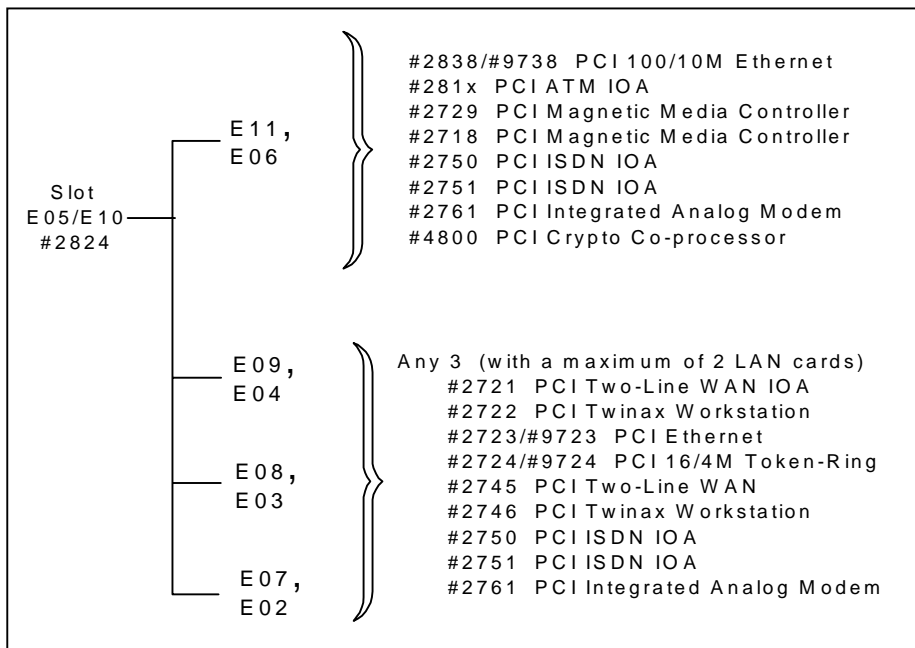 E11,
E06
#2838/#9738 PCI 100/10M Ethernet
#281x PCI ATM IOA
#2729 PCI Magnetic Media Controller
#2718 PCI Magnetic Media Controller
#2750 PCI ISDN IOA
#2751 PCI ISDN IOA
#2761 PCI Integrated Analog Modem
#4800 PCI Crypto Co-processor
Slot
E05/E10
#2824
E09,
E04
E08,
E03
E07,
E02
Any 3 (with a maximum of 2 LAN cards)
#2721 PCI Two-Line WAN IOA
#2722 PCI Twinax Workstation
#2723/#9723 PCI Ethernet
#2724/#9724 PCI 16/4M Token-Ring
#2745 PCI Two-Line WAN
#2746 PCI Twinax Workstation
#2750 PCI ISDN IOA
#2751 PCI ISDN IOA
#2761 PCI Integrated Analog Modem